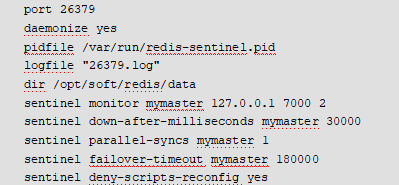 port 26379
daemonize yes
pidfile /var/run/redis-sentinel.pid
logfile "26379.log"
dir /opt/soft/redis/data
sentinel monitor mymaster 127.0.0.1 7000 2
sentinel down-after-milliseconds mymaster 30000
sentinel parallel-syncs mymaster 1
sentinel failover-timeout mymaster 180000
sentinel deny-scripts-reconfig yes